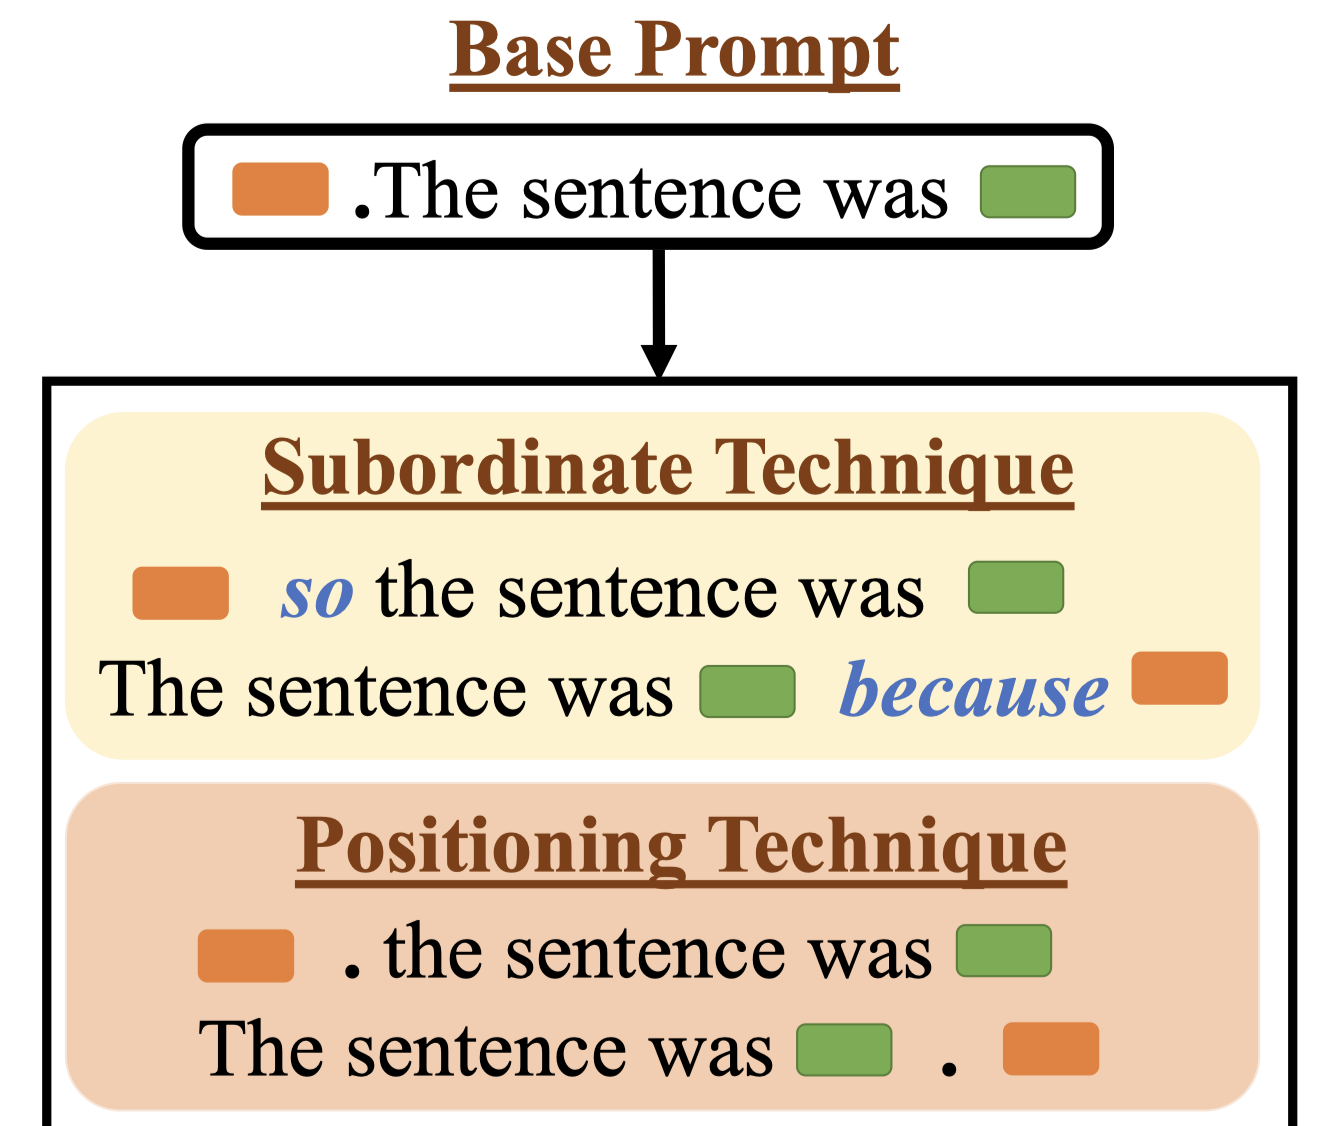 Base Prompt
.The sentence was
Subordinate Technique
so the sentence was
The sentence was because
Positioning Technique
. the sentence was
The sentence was .